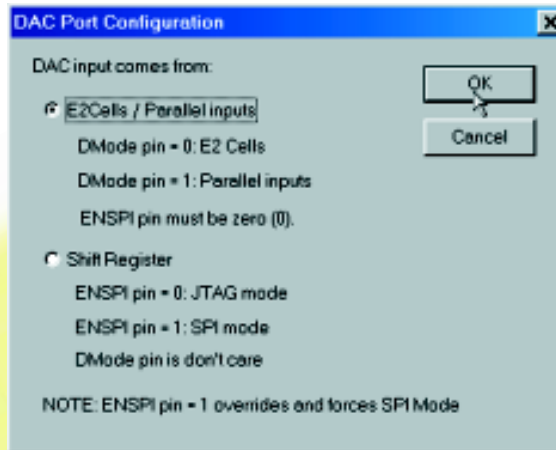 DAC Port Configuration
DAC input comes from:
OK
E2Cells / Parallel inputs
Cancel
DMode pin = 0: E2 Cells
DMode pin = 1: Parallel inputs
ENSPI pin must be zero (0).
Shift Register
ENSPI pin = 0: JTAG mode
ENSPI pin = 1: SPI mode
DMode pin is don't care
NOTE: ENSPI pin = 1 overrides and forces SPI Mode